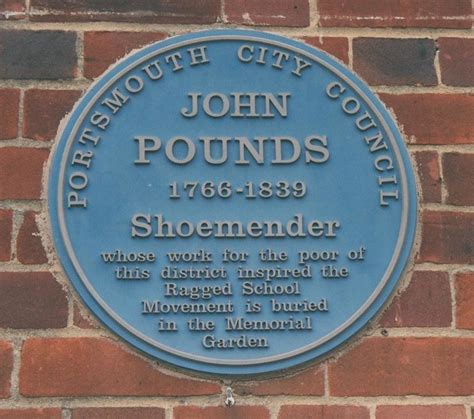 PORTSMOUTH CITY COUNCIL
JOHN
POUNDS
1766-1839
Shoemender
whose work for the poor of
this district inspired the
Ragged School
Movement is buried
in the Memorial
Garden